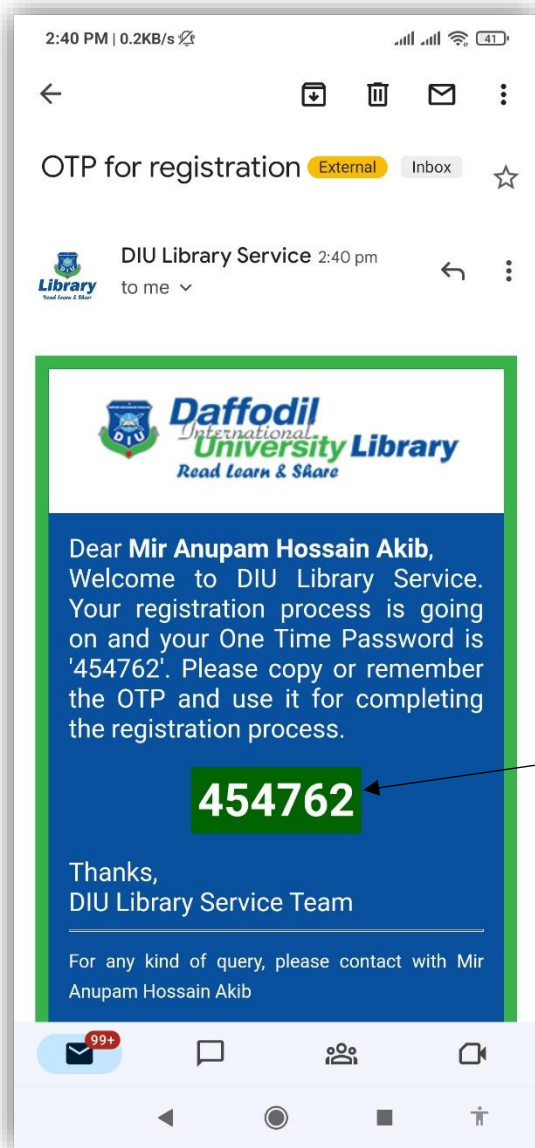 2:40 PM | 0.2KB/s 41
OTP for registration External Inbox
DIU Library Service 2:40 pm
to me
Library
Read Learn & Share
DIU
Daffodil
International
University Library
Read Learn & Share
Dear Mir Anupam Hossain Akib,
Welcome to DIU Library Service.
Your registration process is going
on and your One Time Password is
'454762'. Please copy or remember
the OTP and use it for completing
the registration process.
454762
Thanks,
DIU Library Service Team
For any kind of query, please contact with Mir
Anupam Hossain Akib
99+